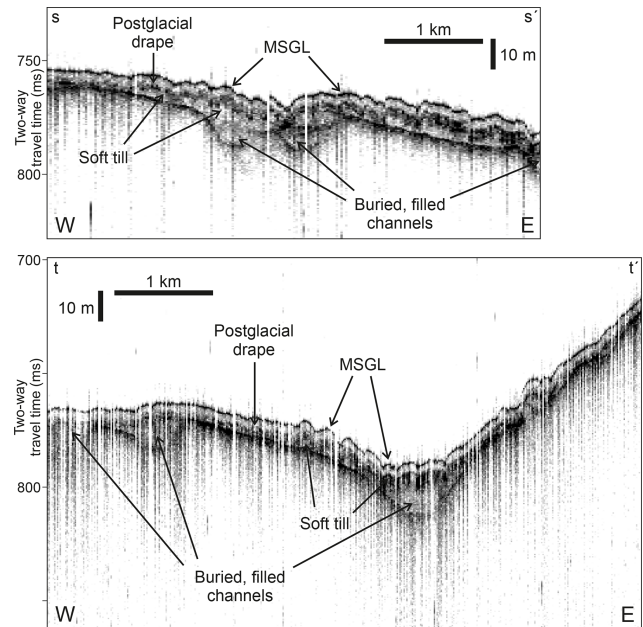 s
s´
Postglacial
drape
MSGL
1 km
10 m
750
Two-way
travel time (ms)
Soft till
800
Buried, filled
channels
W
E
700
t
t´
1 km
10 m
Postglacial
drape
MSGL
750
Two-way
travel time (ms)
800
Soft till
Buried, filled
channels
W
E